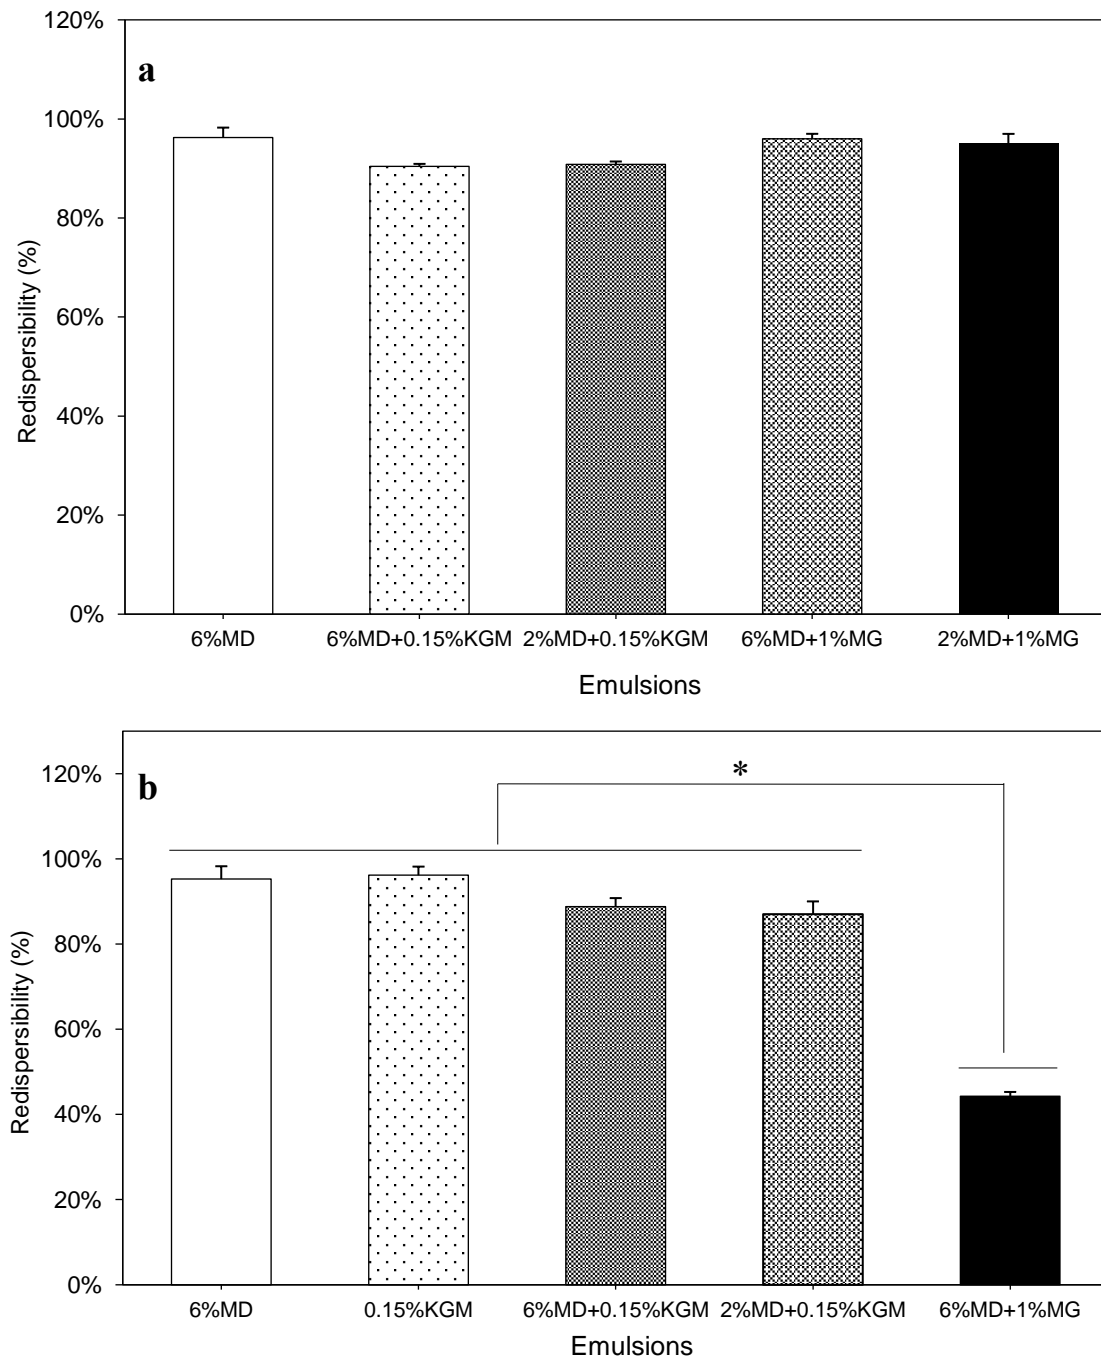 120%
a
100%
80%
60%
40%
20%
0%
Redispersibility (%)
6%MD 6%MD+0.15%KGM 2%MD+0.15%KGM 6%MD+1%MG 2%MD+1%MG
Emulsions
*
120%
b
100%
80%
60%
40%
20%
0%
Redispersibility (%)
6%MD 0.15%KGM 6%MD+0.15%KGM 2%MD+0.15%KGM 6%MD+1%MG
Emulsions